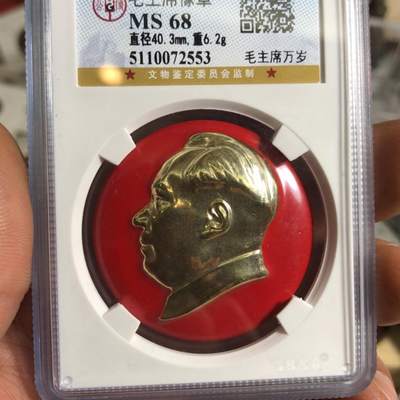 毛主席像章
MS 68
直径40.3mm,重6.2g
5110072553
毛主席万岁
文物鉴定委员会监制